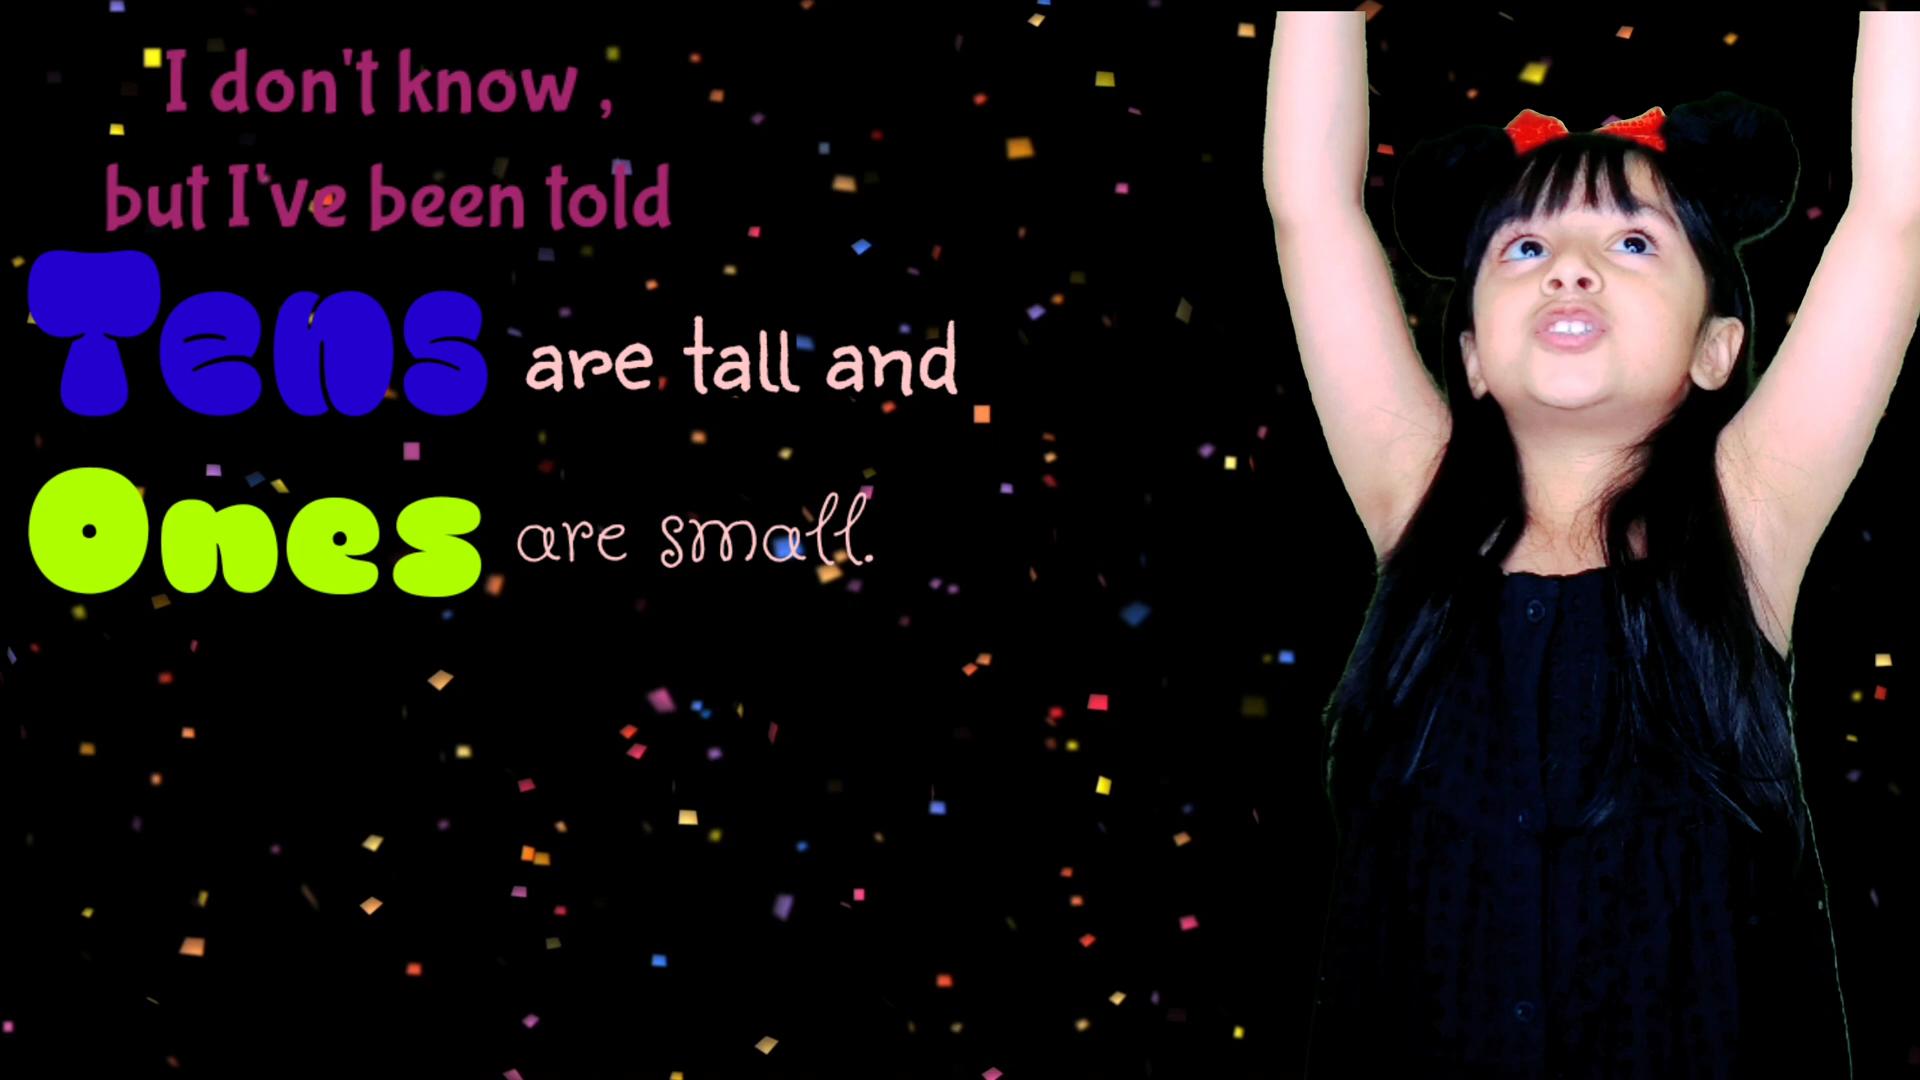 I don't know ,
but I've been told
Tens are tall and
Ones are small.